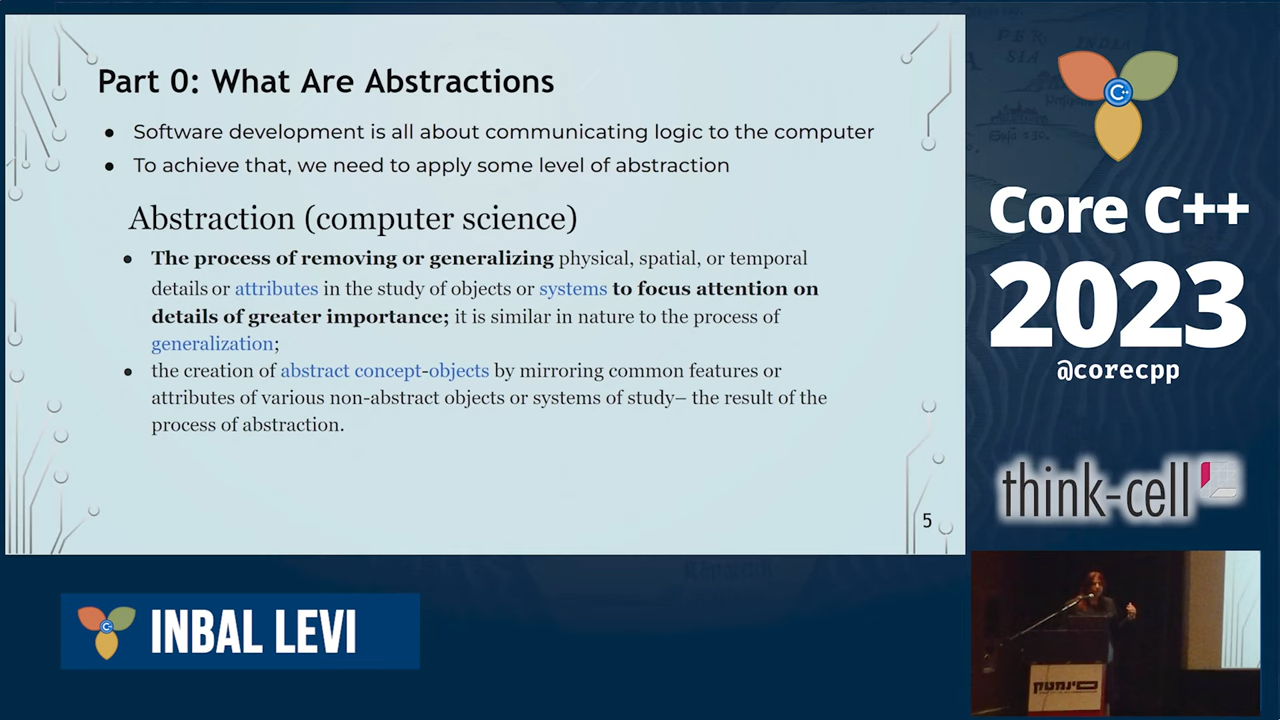 Part 0: What Are Abstractions
● Software development is all about communicating logic to the computer
● To achieve that, we need to apply some level of abstraction
Abstraction (computer science)
● The process of removing or generalizing physical, spatial, or temporal
details or attributes in the study of objects or systems to focus attention on
details of greater importance; it is similar in nature to the process of
generalization;
● the creation of abstract concept-objects by mirroring common features or
attributes of various non-abstract objects or systems of study– the result of the
process of abstraction.
5
C++
Core C++
2023
@corecpp
think-cell
C++
INBAL LEVI
סינמטק